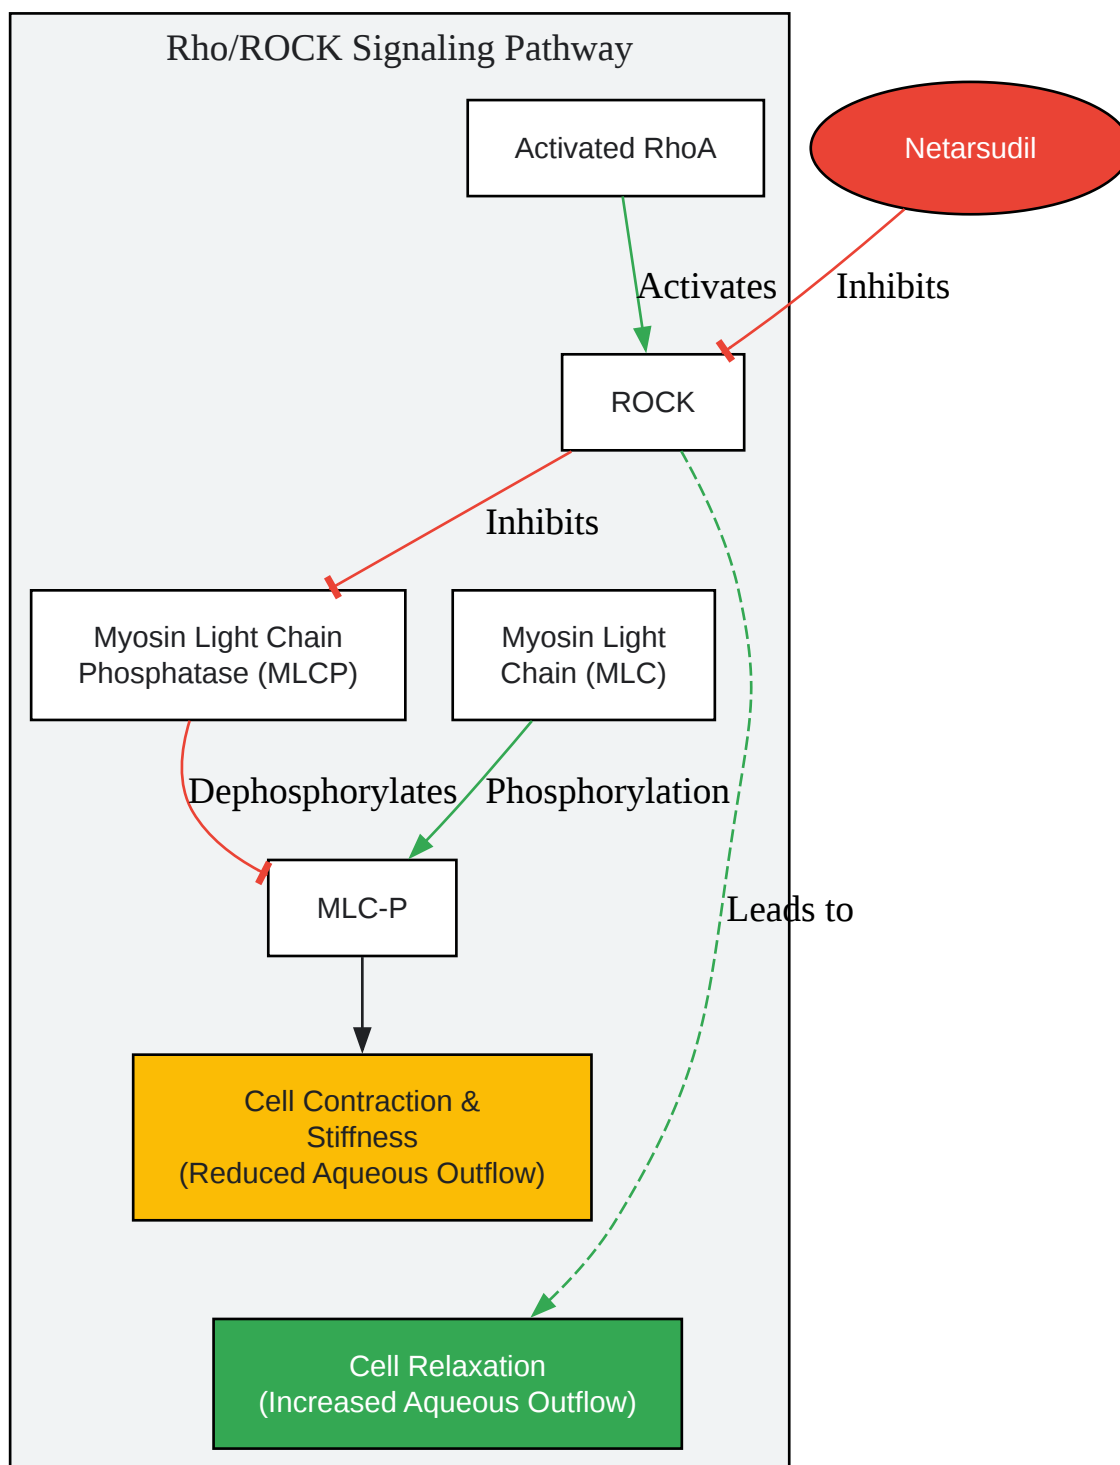 Rho/ROCK Signaling Pathway
Activated RhoA
Netarsudil
Activates
Inhibits
ROCK
Inhibits
Myosin Light Chain
Phosphatase (MLCP)
Myosin Light
Chain (MLC)
Dephosphorylates
Phosphorylation
MLC-P
Leads to
Cell Contraction &
Stiffness
(Reduced Aqueous Outflow)
Cell Relaxation
(Increased Aqueous Outflow)